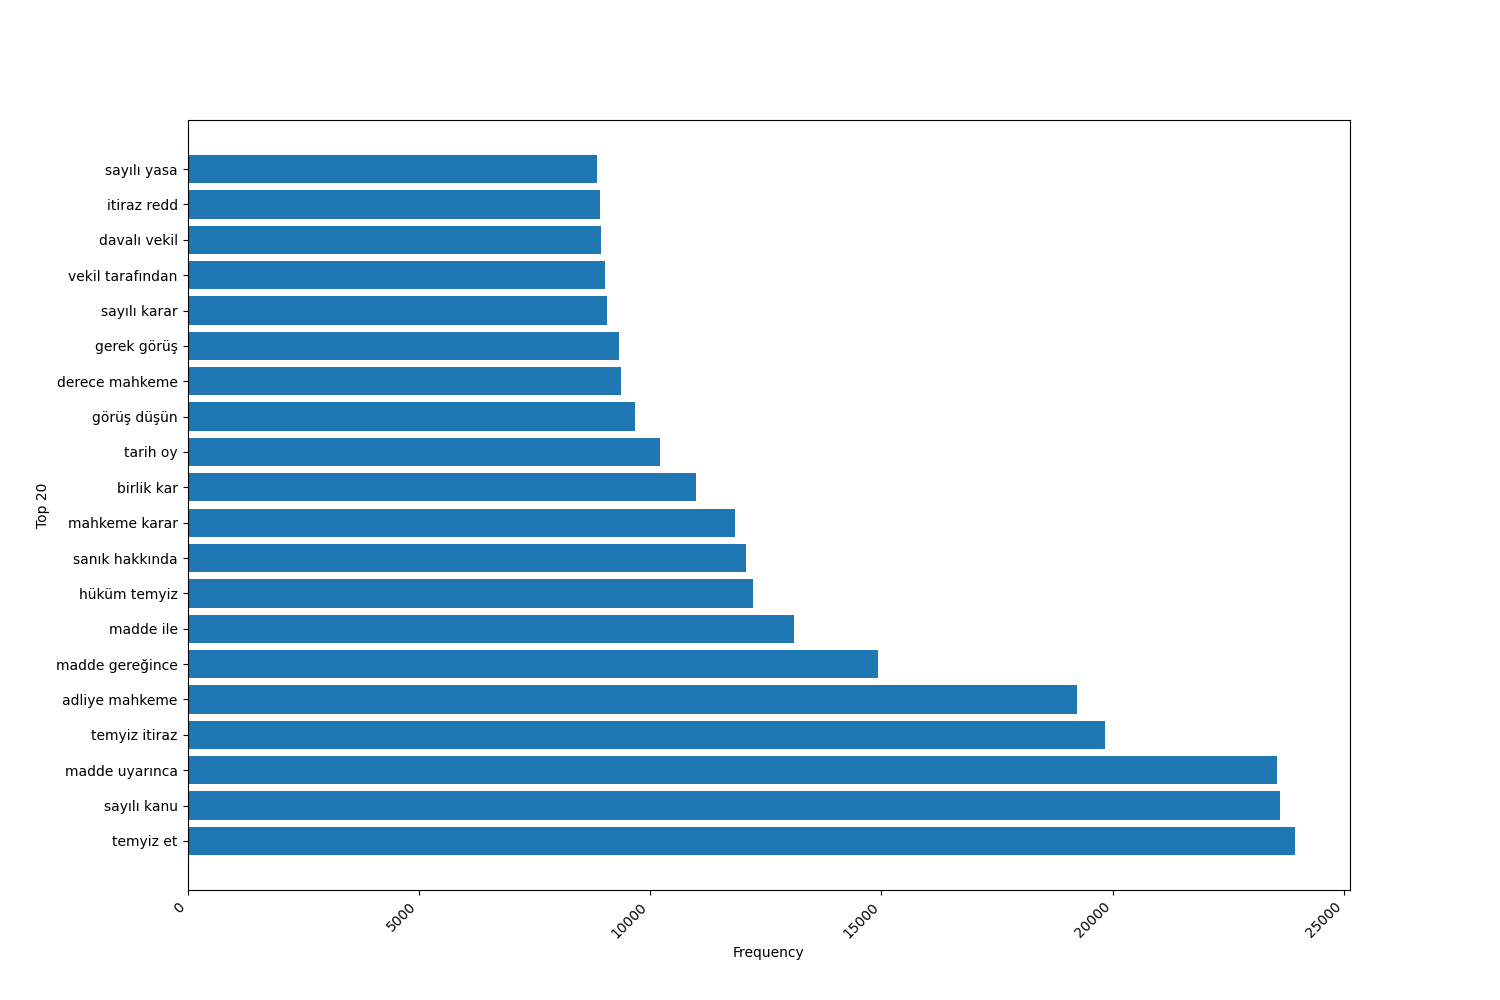 sayılı yasa
itiraz redd
davalı vekil
vekil tarafından
sayılı karar
gerek görüş
derece mahkeme
görüş düşün
tarih oy
birlik kar
mahkeme karar
sanık hakkında
hüküm temyiz
madde ile
madde gereğince
adliye mahkeme
temyiz itiraz
madde uyarınca
sayılı kanu
temyiz et
Top 20
0 5000 10000 15000 20000 25000
Frequency